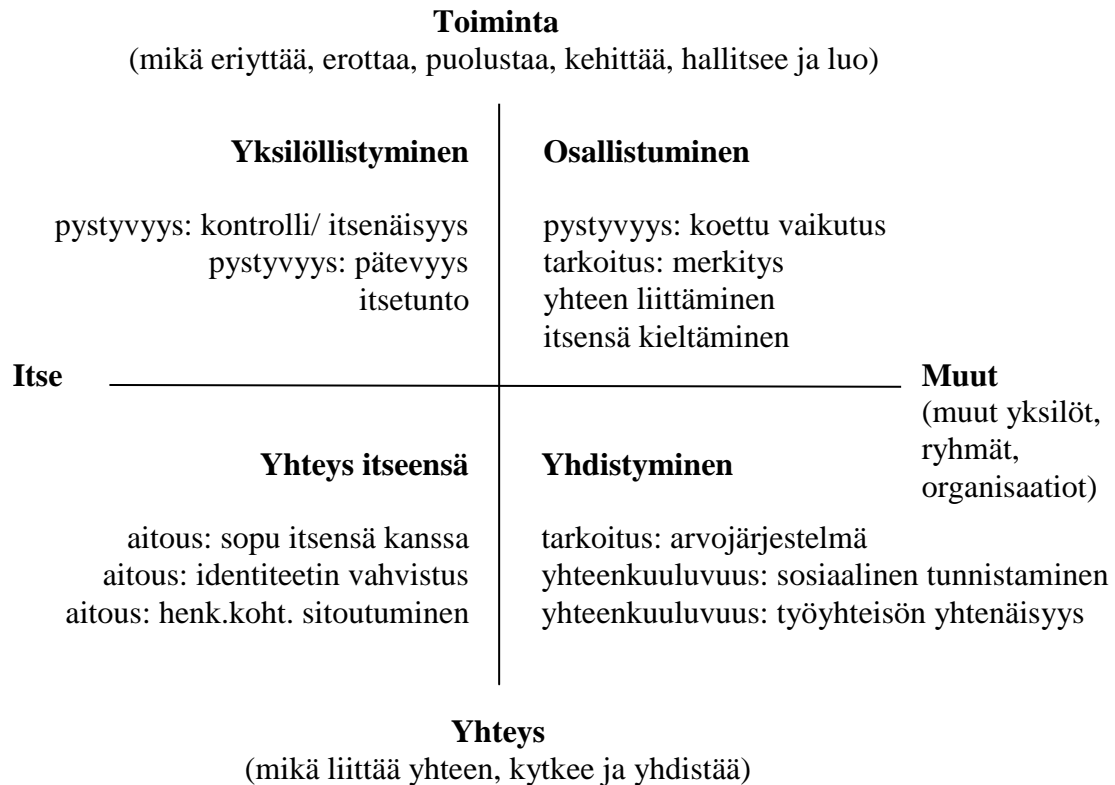 Toiminta
(mikä eriyttää, erottaa, puolustaa, kehittää, hallitsee ja luo)
Yksilöllistyminen
pystyvyys: kontrolli/ itsenäisyys
pystyvyys: pätevyys
itsetunto
Osallistuminen
pystyvyys: koettu vaikutus
tarkoitus: merkitys
yhteen liittäminen
itsensä kieltäminen
Itse
Muut
(muut yksilöt,
ryhmät,
organisaatiot)
Yhteys itseensä
aitous: sopu itsensä kanssa
aitous: identiteetin vahvistus
aitous: henk.koht. sitoutuminen
Yhdistyminen
tarkoitus: arvojärjestelmä
yhteenkuuluvuus: sosiaalinen tunnistaminen
yhteenkuuluvuus: työyhteisön yhtenäisyys
Yhteys
(mikä liittää yhteen, kytkee ja yhdistää)